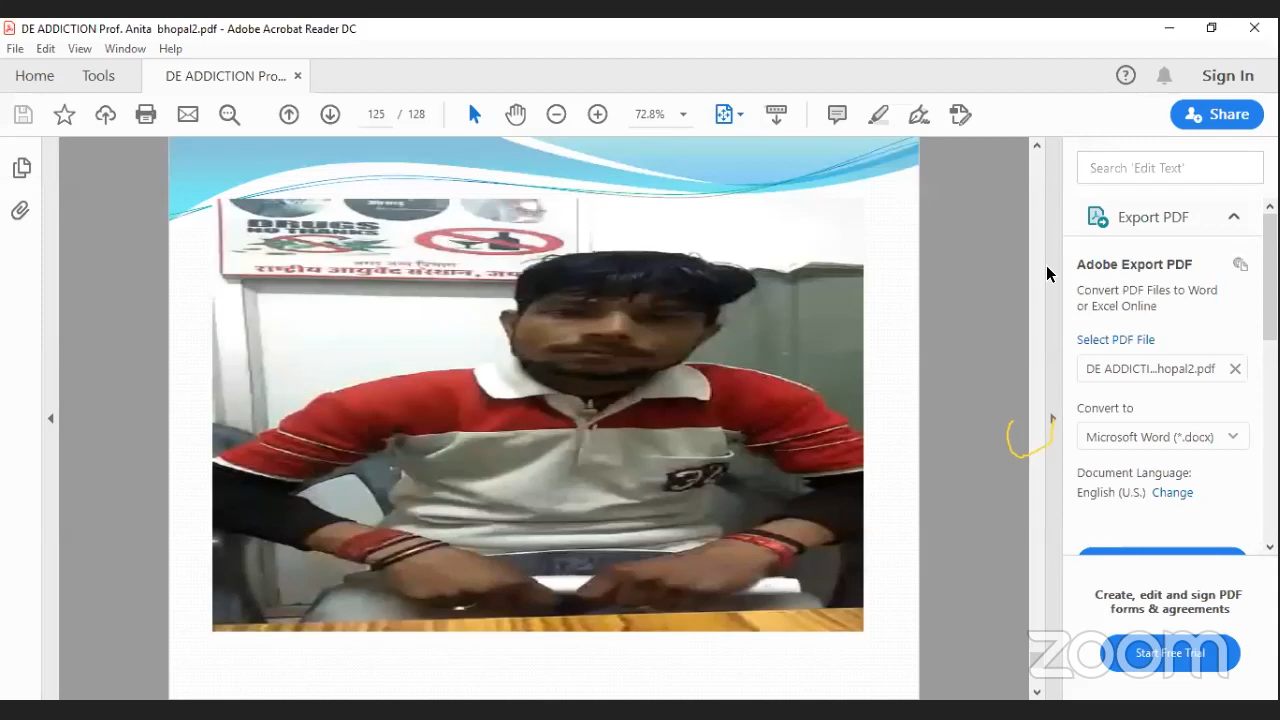 DE ADDICTION Prof. Anita bhopal2.pdf - Adobe Acrobat Reader DC
File Edit View Window Help
Home Tools DE ADDICTION Pro... × Sign In
125 / 128 72.8% Share
Search 'Edit Text'
Export PDF
DRUGS
NO THANKS
राष्ट्रीय आयुर्वेद संस्थान, जय
Adobe Export PDF
Convert PDF Files to Word
or Excel Online
Select PDF File
DE ADDICTI...hopal2.pdf
Convert to
Microsoft Word (*.docx)
Document Language:
English (U.S.) Change
Create, edit and sign PDF
forms & agreements
Start Free Trial
zoom